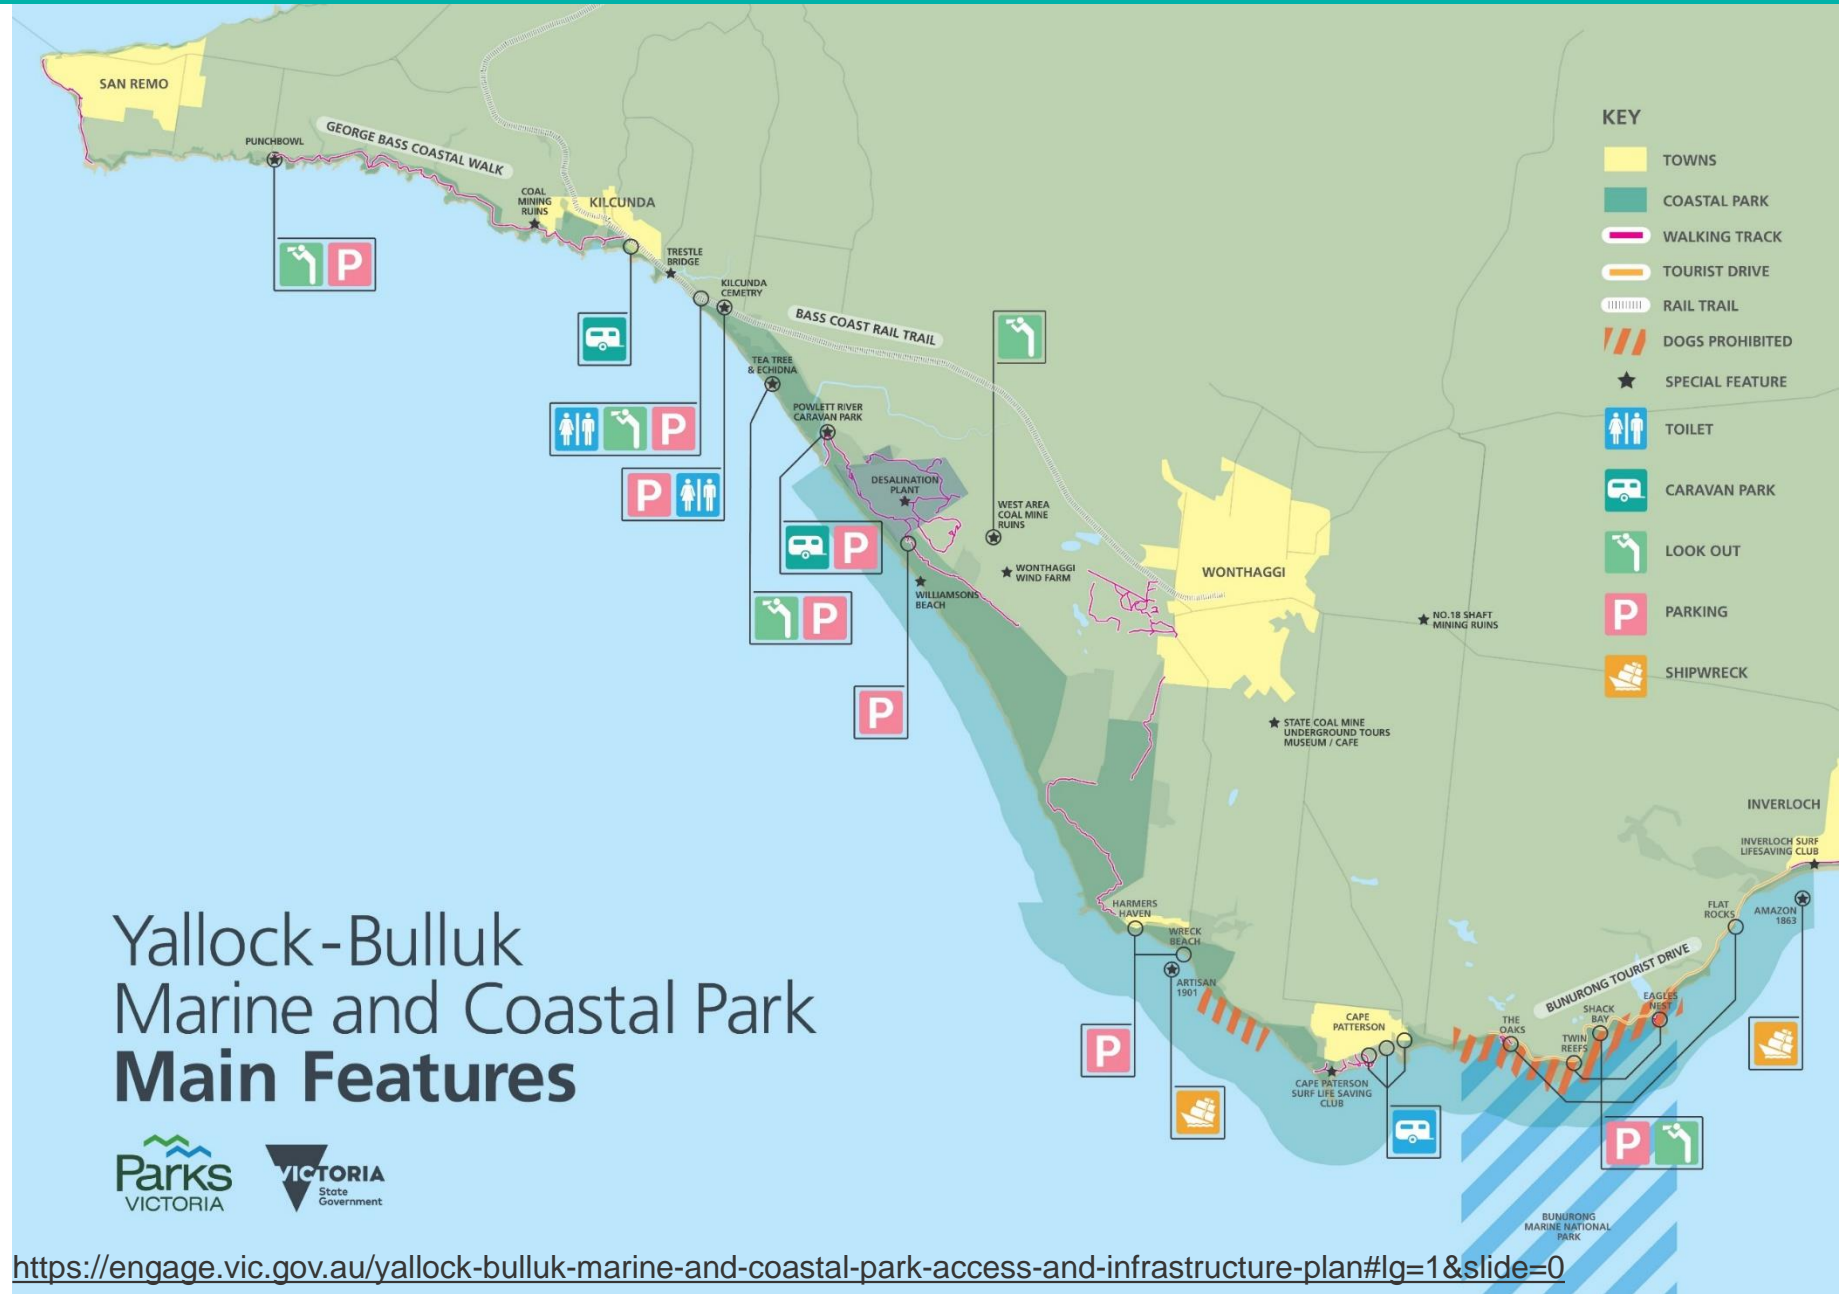 SAN REMO
PUNCHBOWL
GEORGE BASS COASTAL WALK
COAL
MINING
RUINS
KILCUNDA
TRESTLE
BRIDGE
KILCUNDA
CEMETRY
BASS COAST RAIL TRAIL
TEA TREE
& ECHIDNA
POWLETT RIVER
CARAVAN PARK
DESALINATION
PLANT
WEST AREA
COAL MINE
RUINS
WONTHAGGI
WIND FARM
WILLIAMSONS
BEACH
WONTHAGGI
NO.18 SHAFT
MINING RUINS
STATE COAL MINE
UNDERGROUND TOURS
MUSEUM / CAFE
INVERLOCH
INVERLOCH SURF
LIFESAVING CLUB
FLAT
ROCKS
AMAZON
1863
HARMERS
HAVEN
WRECK
BEACH
ARTISAN
1901
CAPE
PATTERSON
CAPE PATERSON
SURF LIFE SAVING
CLUB
BUNURONG TOURIST DRIVE
THE
OAKS
TWIN
REEFS
SHACK
BAY
EAGLES
NEST
BUNURONG
MARINE NATIONAL
PARK
P
P
P
P
P
P
P
P
KEY
TOWNS
COASTAL PARK
WALKING TRACK
TOURIST DRIVE
RAIL TRAIL
DOGS PROHIBITED
SPECIAL FEATURE
TOILET
CARAVAN PARK
LOOK OUT
P PARKING
SHIPWRECK
Yallock-Bulluk
Marine and Coastal Park
Main Features
Parks
VICTORIA
VICTORIA
State
Government
https://engage.vic.gov.au/yallock-bulluk-marine-and-coastal-park-access-and-infrastructure-plan#lg=1&slide=0